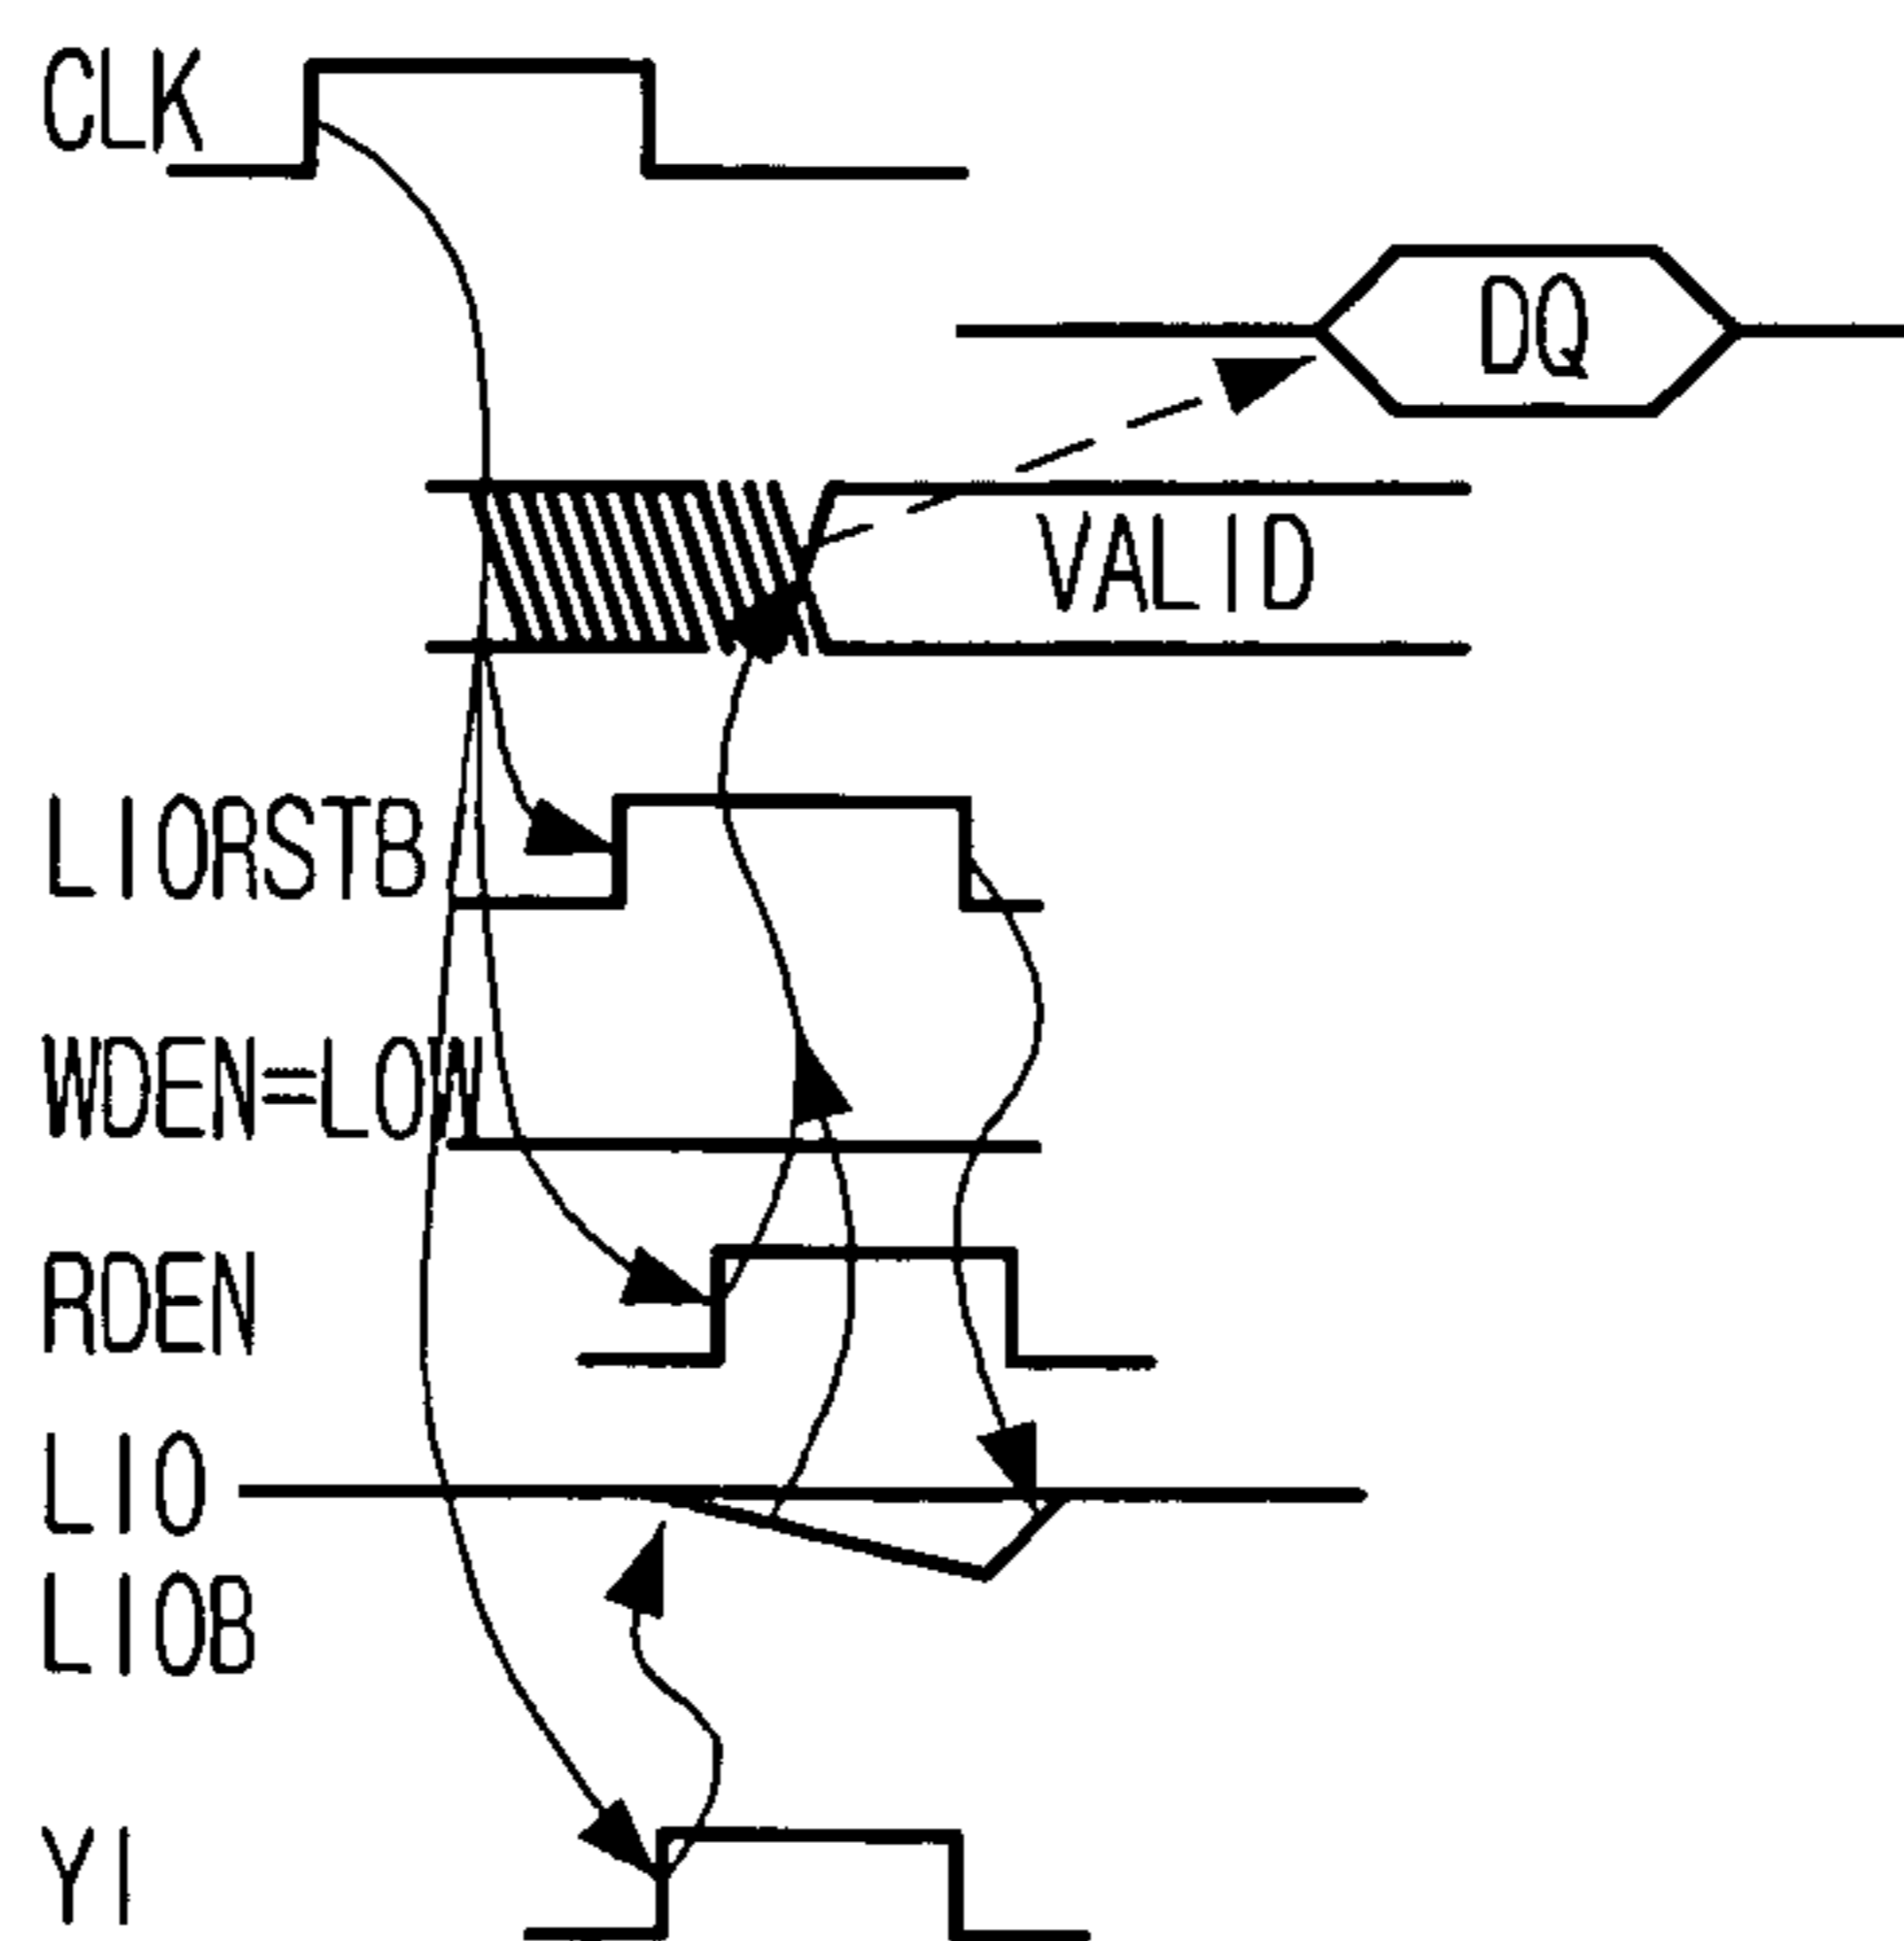 CLK
DQ
VALID
LIORSTB
WDEN=LOW
RDEN
LIO
LIOB
YI